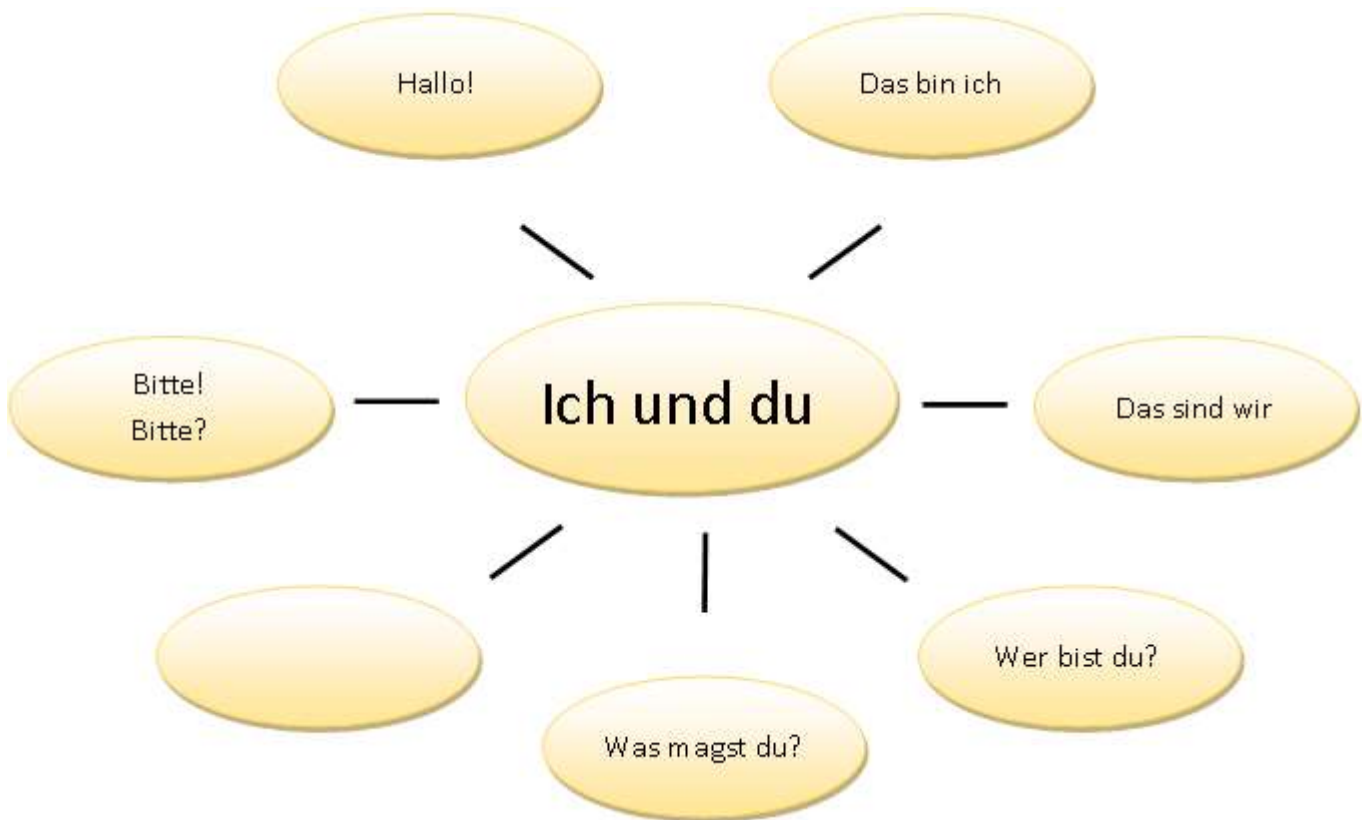 Hallo!
Das bin ich
Bitte!
Bitte?
Ich und du
Das sind wir
Wer bist du?
Was magst du?